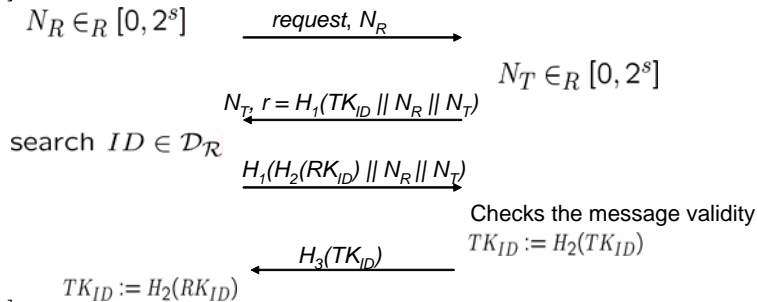 N_R ∈_R [0, 2^s]
request, N_R
N_T ∈_R [0, 2^s]
N_T, r = H_1(TK_ID || N_R || N_T)
search ID ∈ D_R
H_1(H_2(RK_ID) || N_R || N_T)
Checks the message validity
TK_ID := H_2(TK_ID)
H_3(TK_ID)
TK_ID := H_2(RK_ID)